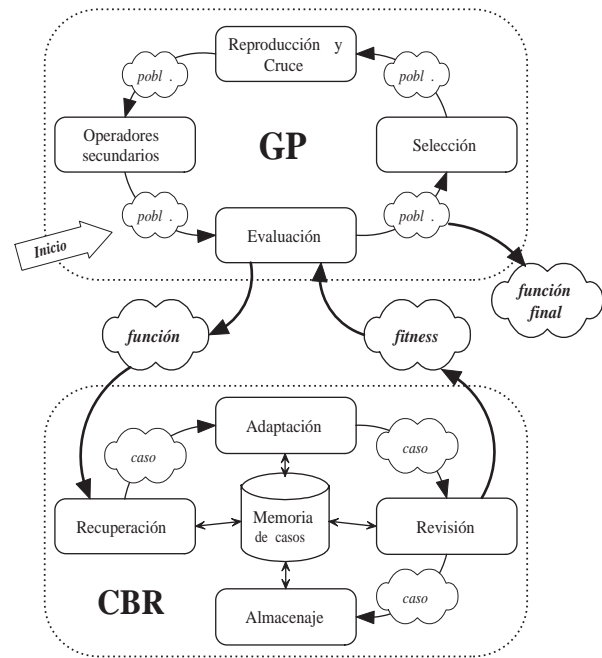 Reproducción y
Cruce
pobl .
pobl .
Operadores
secundarios
GP
Selección
pobl .
Evaluación
pobl .
Inicio
función
final
función
fitness
Adaptación
caso
caso
Recuperación
Memoria
de casos
Revisión
caso
CBR
Almacenaje